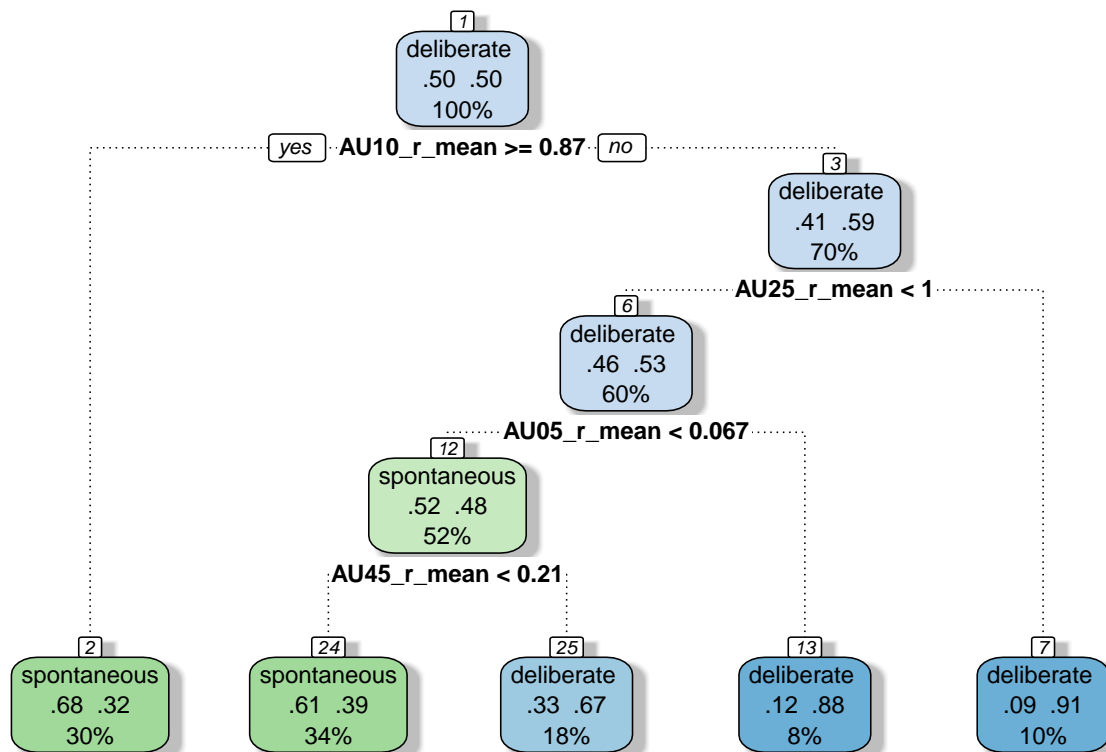 1
deliberate
.50 .50
100%
yes AU10_r_mean >= 0.87 no
3
deliberate
.41 .59
70%
AU25_r_mean < 1
6
deliberate
.46 .53
60%
AU05_r_mean < 0.067
12
spontaneous
.52 .48
52%
AU45_r_mean < 0.21
2
spontaneous
.68 .32
30%
24
spontaneous
.61 .39
34%
25
deliberate
.33 .67
18%
13
deliberate
.12 .88
8%
7
deliberate
.09 .91
10%